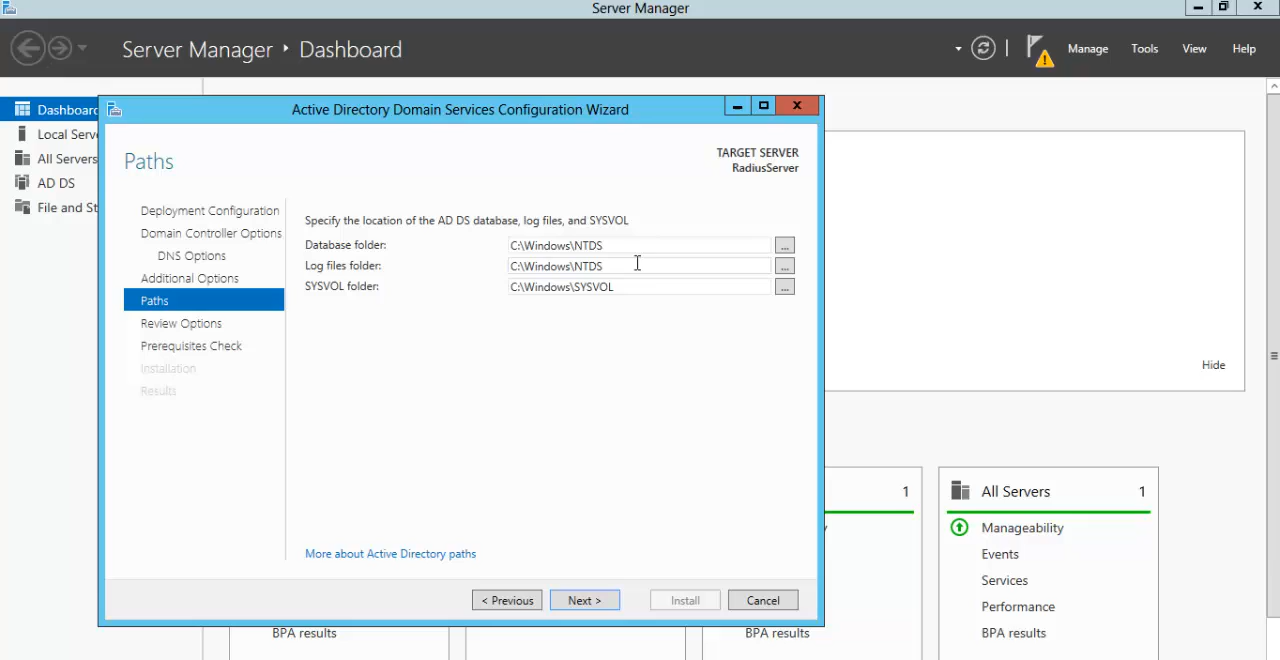 Server Manager
Server Manager ‣ Dashboard
Manage Tools View Help
Dashboard
Local Serve
All Servers
AD DS
File and St
Active Directory Domain Services Configuration Wizard
Paths
TARGET SERVER
RadiusServer
Deployment Configuration
Domain Controller Options
DNS Options
Additional Options
Paths
Review Options
Prerequisites Check
Installation
Results
Specify the location of the AD DS database, log files, and SYSVOL
Database folder: C:\Windows\NTDS ...
Log files folder: C:\Windows\NTDS ...
SYSVOL folder: C:\Windows\SYSVOL ...
More about Active Directory paths
< Previous Next > Install Cancel
Hide
1
BPA results
BPA results
All Servers 1
Manageability
Events
Services
Performance
BPA results